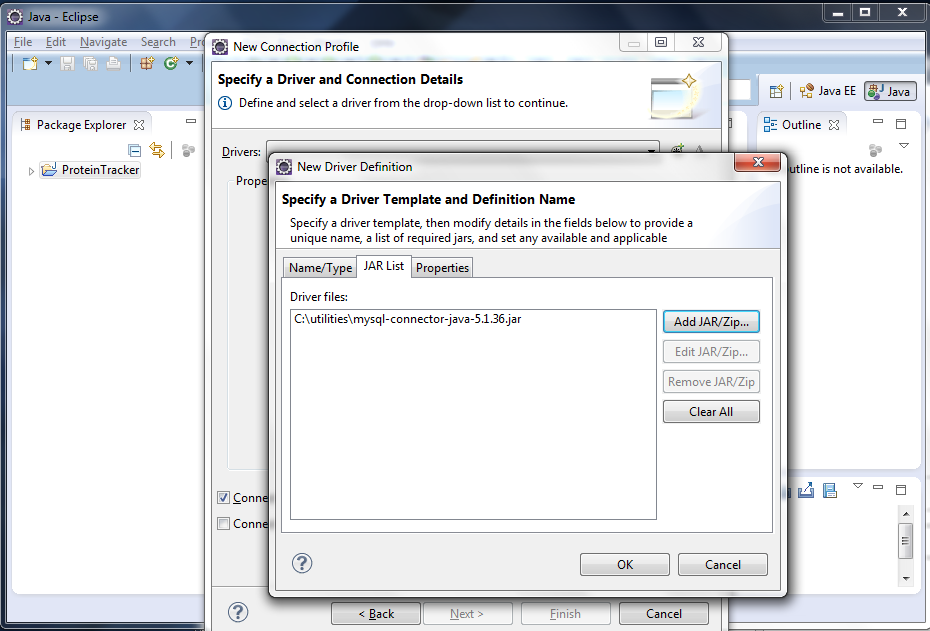 Java - Eclipse
File Edit Navigate Search
New Connection Profile
Specify a Driver and Connection Details
Define and select a driver from the drop-down list to continue.
Java EE
Java
Package Explorer
Outline
Drivers:
ProteinTracker
utline is not available.
Prope
New Driver Definition
Specify a Driver Template and Definition Name
Specify a driver template, then modify details in the fields below to provide a
unique name, a list of required jars, and set any available and applicable
Name/Type JAR List Properties
Driver files:
C:\utilities\mysql-connector-java-5.1.36.jar
Add JAR/Zip...
Edit JAR/Zip...
Remove JAR/Zip
Clear All
Conne
Conne
OK Cancel
< Back Next > Finish Cancel